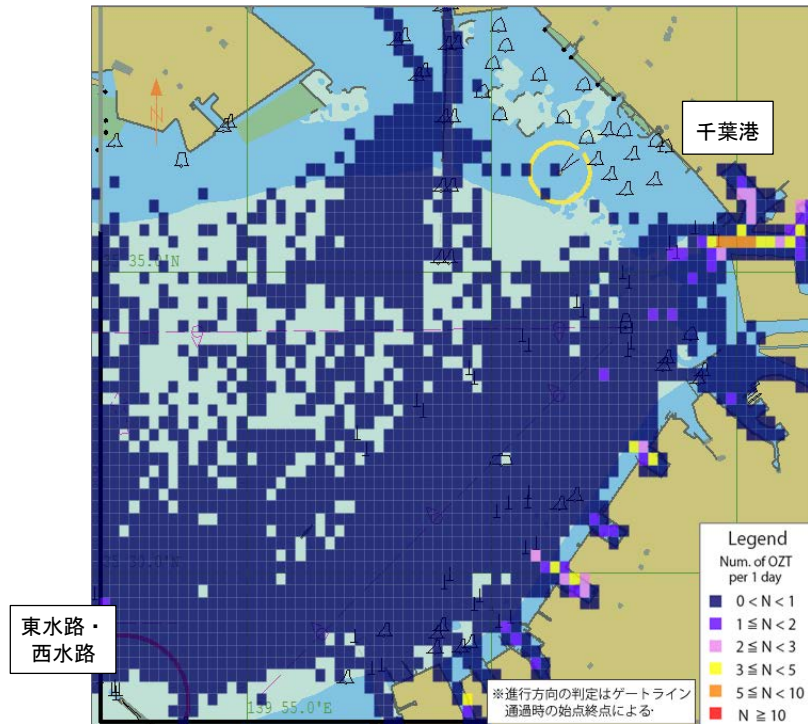 N
千葉港
35 35.0'N
東水路・
西水路
139 55.0'E
Legend
Num. of OZT
per 1 day
0 < N < 1
1 ≦ N < 2
2 ≦ N < 3
3 ≦ N < 5
5 ≦ N < 10
N ≧ 10
※進行方向の判定はゲートライン
通過時の始点終点による